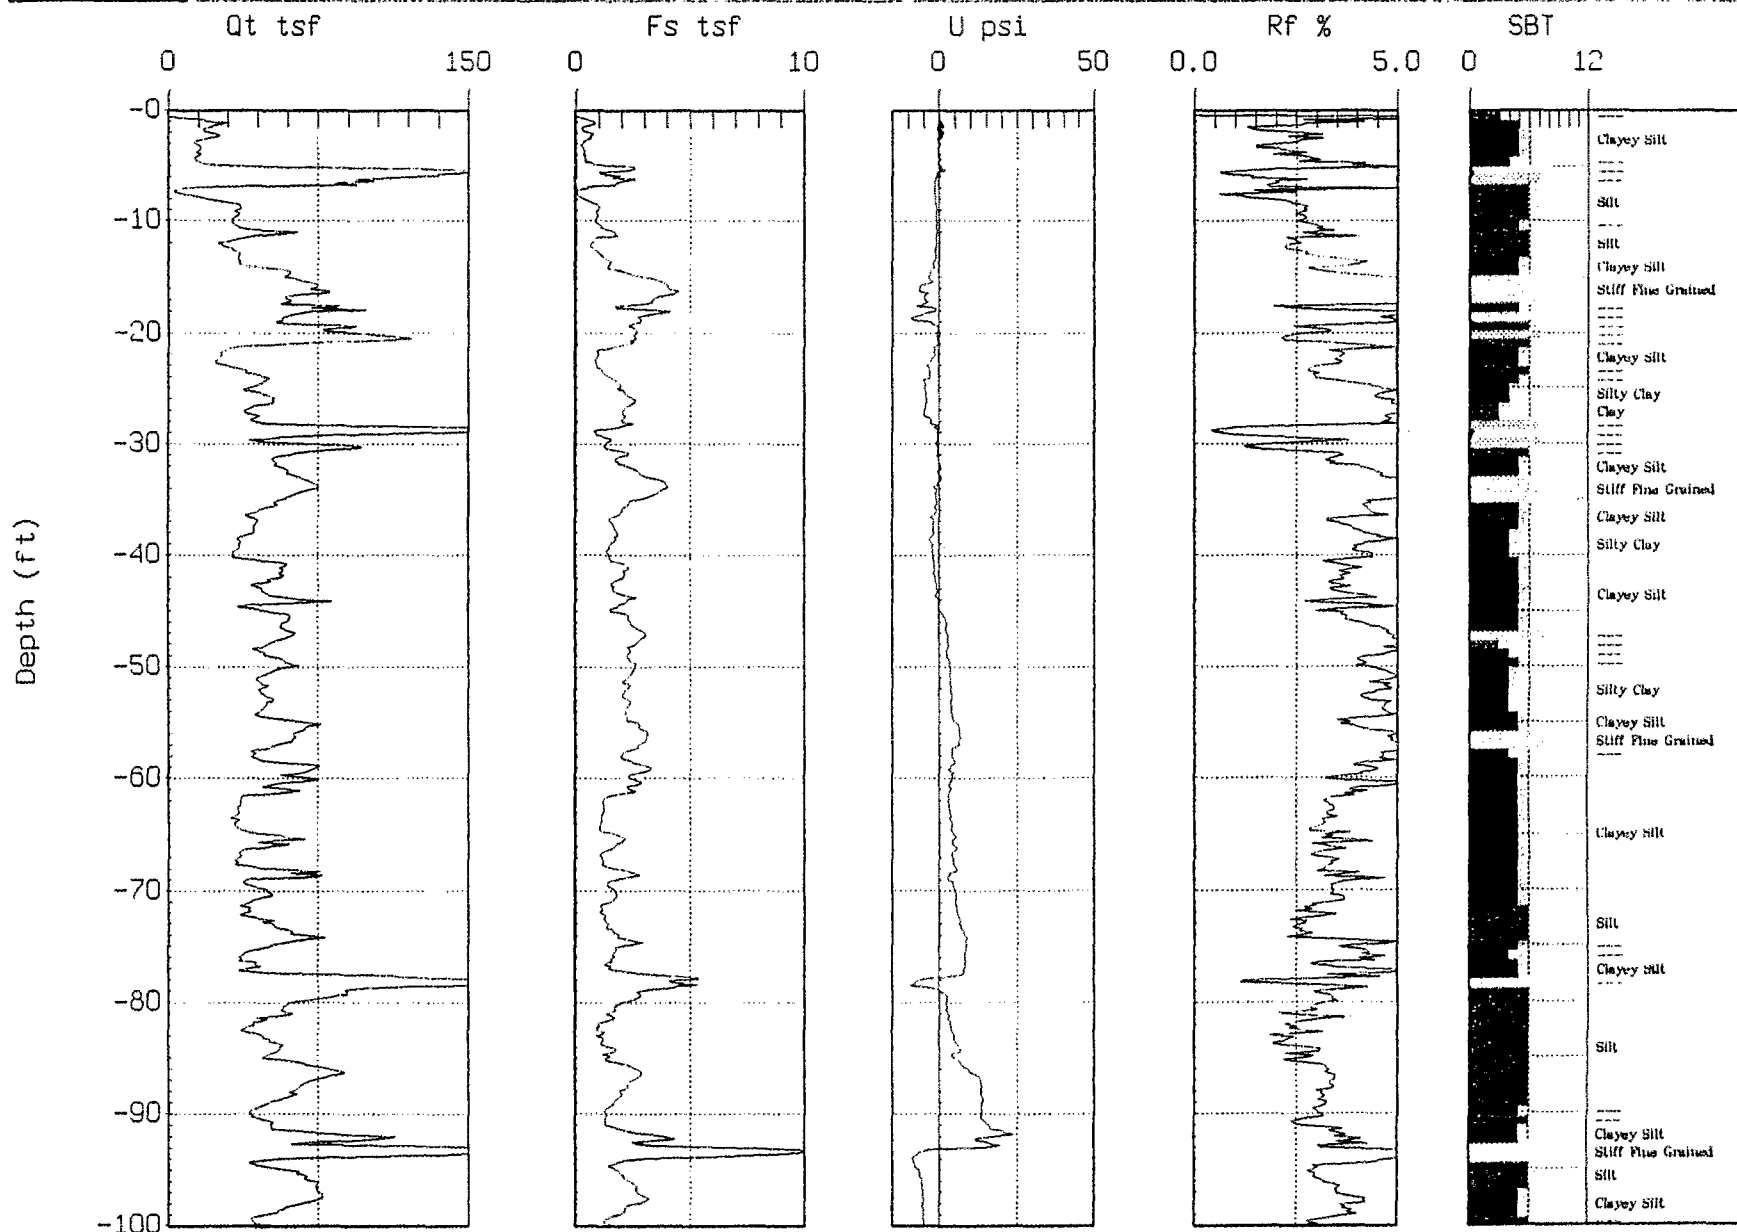 Qt tsf Fs tsf U psi Rf % SBT
0 150 0 10 0 50 0.0 5.0 0 12
Depth (ft)
-0
-10
-20
-30
-40
-50
-60
-70
-80
-90
-100
Clayey Silt
Silt
Silt
Clayey Silt
Stiff Fine Grained
Clayey Silt
Silty Clay
Clay
Clayey Silt
Stiff Fine Grained
Clayey Silt
Silty Clay
Clayey Silt
Silty Clay
Clayey Silt
Stiff Fine Grained
Clayey Silt
Silt
Clayey Silt
Silt
Clayey Silt
Stiff Fine Grained
Silt
Clayey Silt